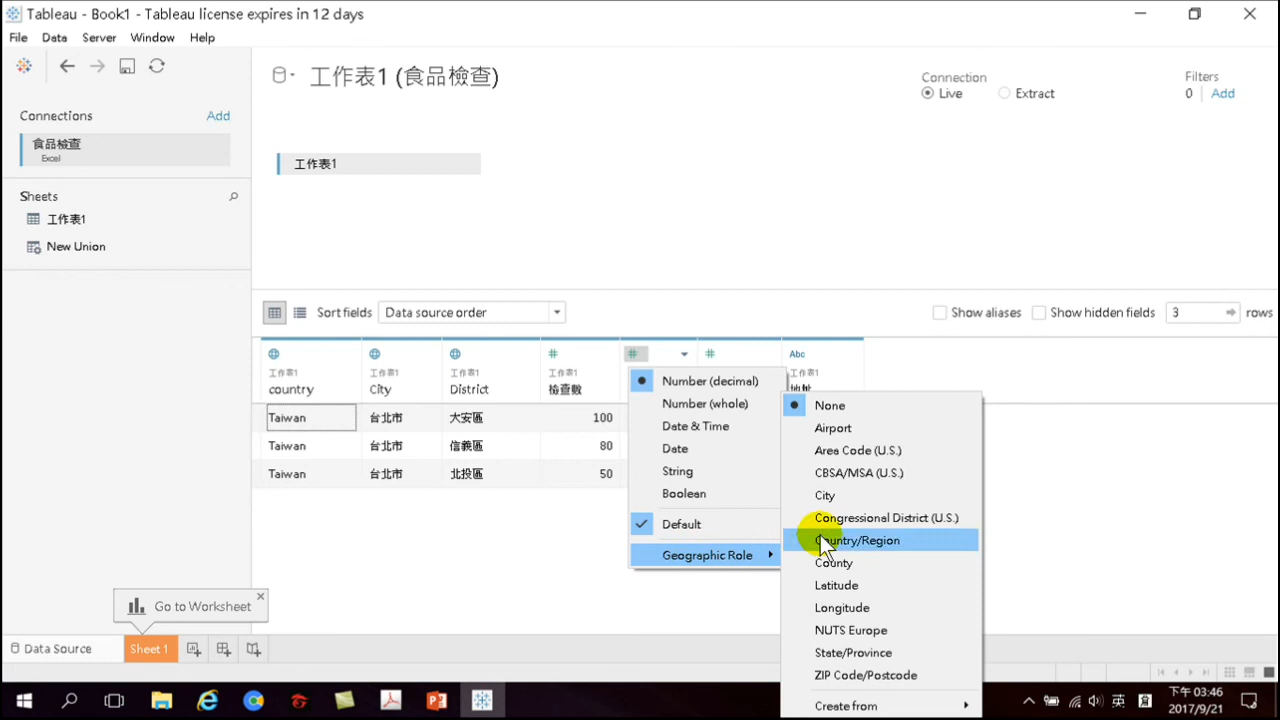 Tableau - Book1 - Tableau license expires in 12 days
File Data Server Window Help
Connections Add
食品檢查
Excel
Sheets
工作表1
New Union
工作表1 (食品檢查)
Connection
Live Extract
Filters
0 Add
工作表1
Sort fields Data source order
Show aliases Show hidden fields 3 rows
Abc
工作表1 工作表1 工作表1 工作表1 工作表1
country City District 檢查數 地址
Taiwan 台北市 大安區 100
Taiwan 台北市 信義區 80
Taiwan 台北市 北投區 50
Number (decimal)
Number (whole)
Date & Time
Date
String
Boolean
Default
Geographic Role
None
Airport
Area Code (U.S.)
CBSA/MSA (U.S.)
City
Congressional District (U.S.)
Country/Region
County
Latitude
Longitude
NUTS Europe
State/Province
ZIP Code/Postcode
Create from
Go to Worksheet
Data Source Sheet 1
英
下午 03:46
2017/9/21